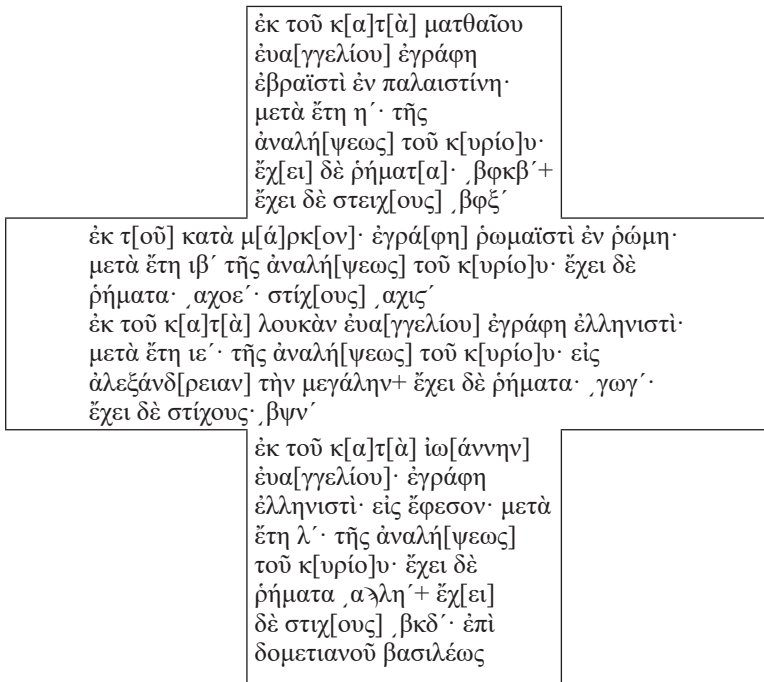 ἐκ τοῦ κ[α]τ[ὰ] ματθαίου
ἐυα[γγελίου] ἐγράφη
ἐβραϊστὶ ἐν παλαιστίνη·
μετὰ ἔτη η´· τῆς
ἀναλή[ψεως] τοῦ κ[υρίο]υ·
ἔχ[ει] δὲ ῥήματ[α]· ͵βφκβ´+
ἔχει δὲ στειχ[ους] ͵βφξ´
ἐκ τ[οῦ] κατὰ μ[ά]ρκ[ον]· ἐγρά[φη] ῥωμαϊστὶ ἐν ῥώμη·
μετὰ ἔτη ιβ´ τῆς ἀναλή[ψεως] τοῦ κ[υρίο]υ· ἔχει δὲ
ῥήματα· ͵αχοε´· στίχ[ους] ͵αχιϛ´
ἐκ τοῦ κ[α]τ[ὰ] λουκὰν ἐυα[γγελίου] ἐγράφη ἑλληνιστὶ·
μετὰ ἔτη ιε´· τῆς ἀναλή[ψεως] τοῦ κ[υρίο]υ· εἰς
ἀλεξάνδ[ρειαν] τὴν μεγάλην+ ἔχει δὲ ῥήματα· ͵γωγ´·
ἔχει δὲ στίχους· ͵βψν´
ἐκ τοῦ κ[α]τ[ὰ] ἰω[άννην]
ἐυα[γγελίου]· ἐγράφη
ἑλληνιστὶ· εἰς ἔφεσον· μετὰ
ἔτη λ´· τῆς ἀναλή[ψεως]
τοῦ κ[υρίο]υ· ἔχει δὲ
ῥήματα ͵αϡλη´+ ἔχ[ει]
δὲ στιχ[ους] ͵βκδ´· ἐπὶ
δομετιανοῦ βασιλέως